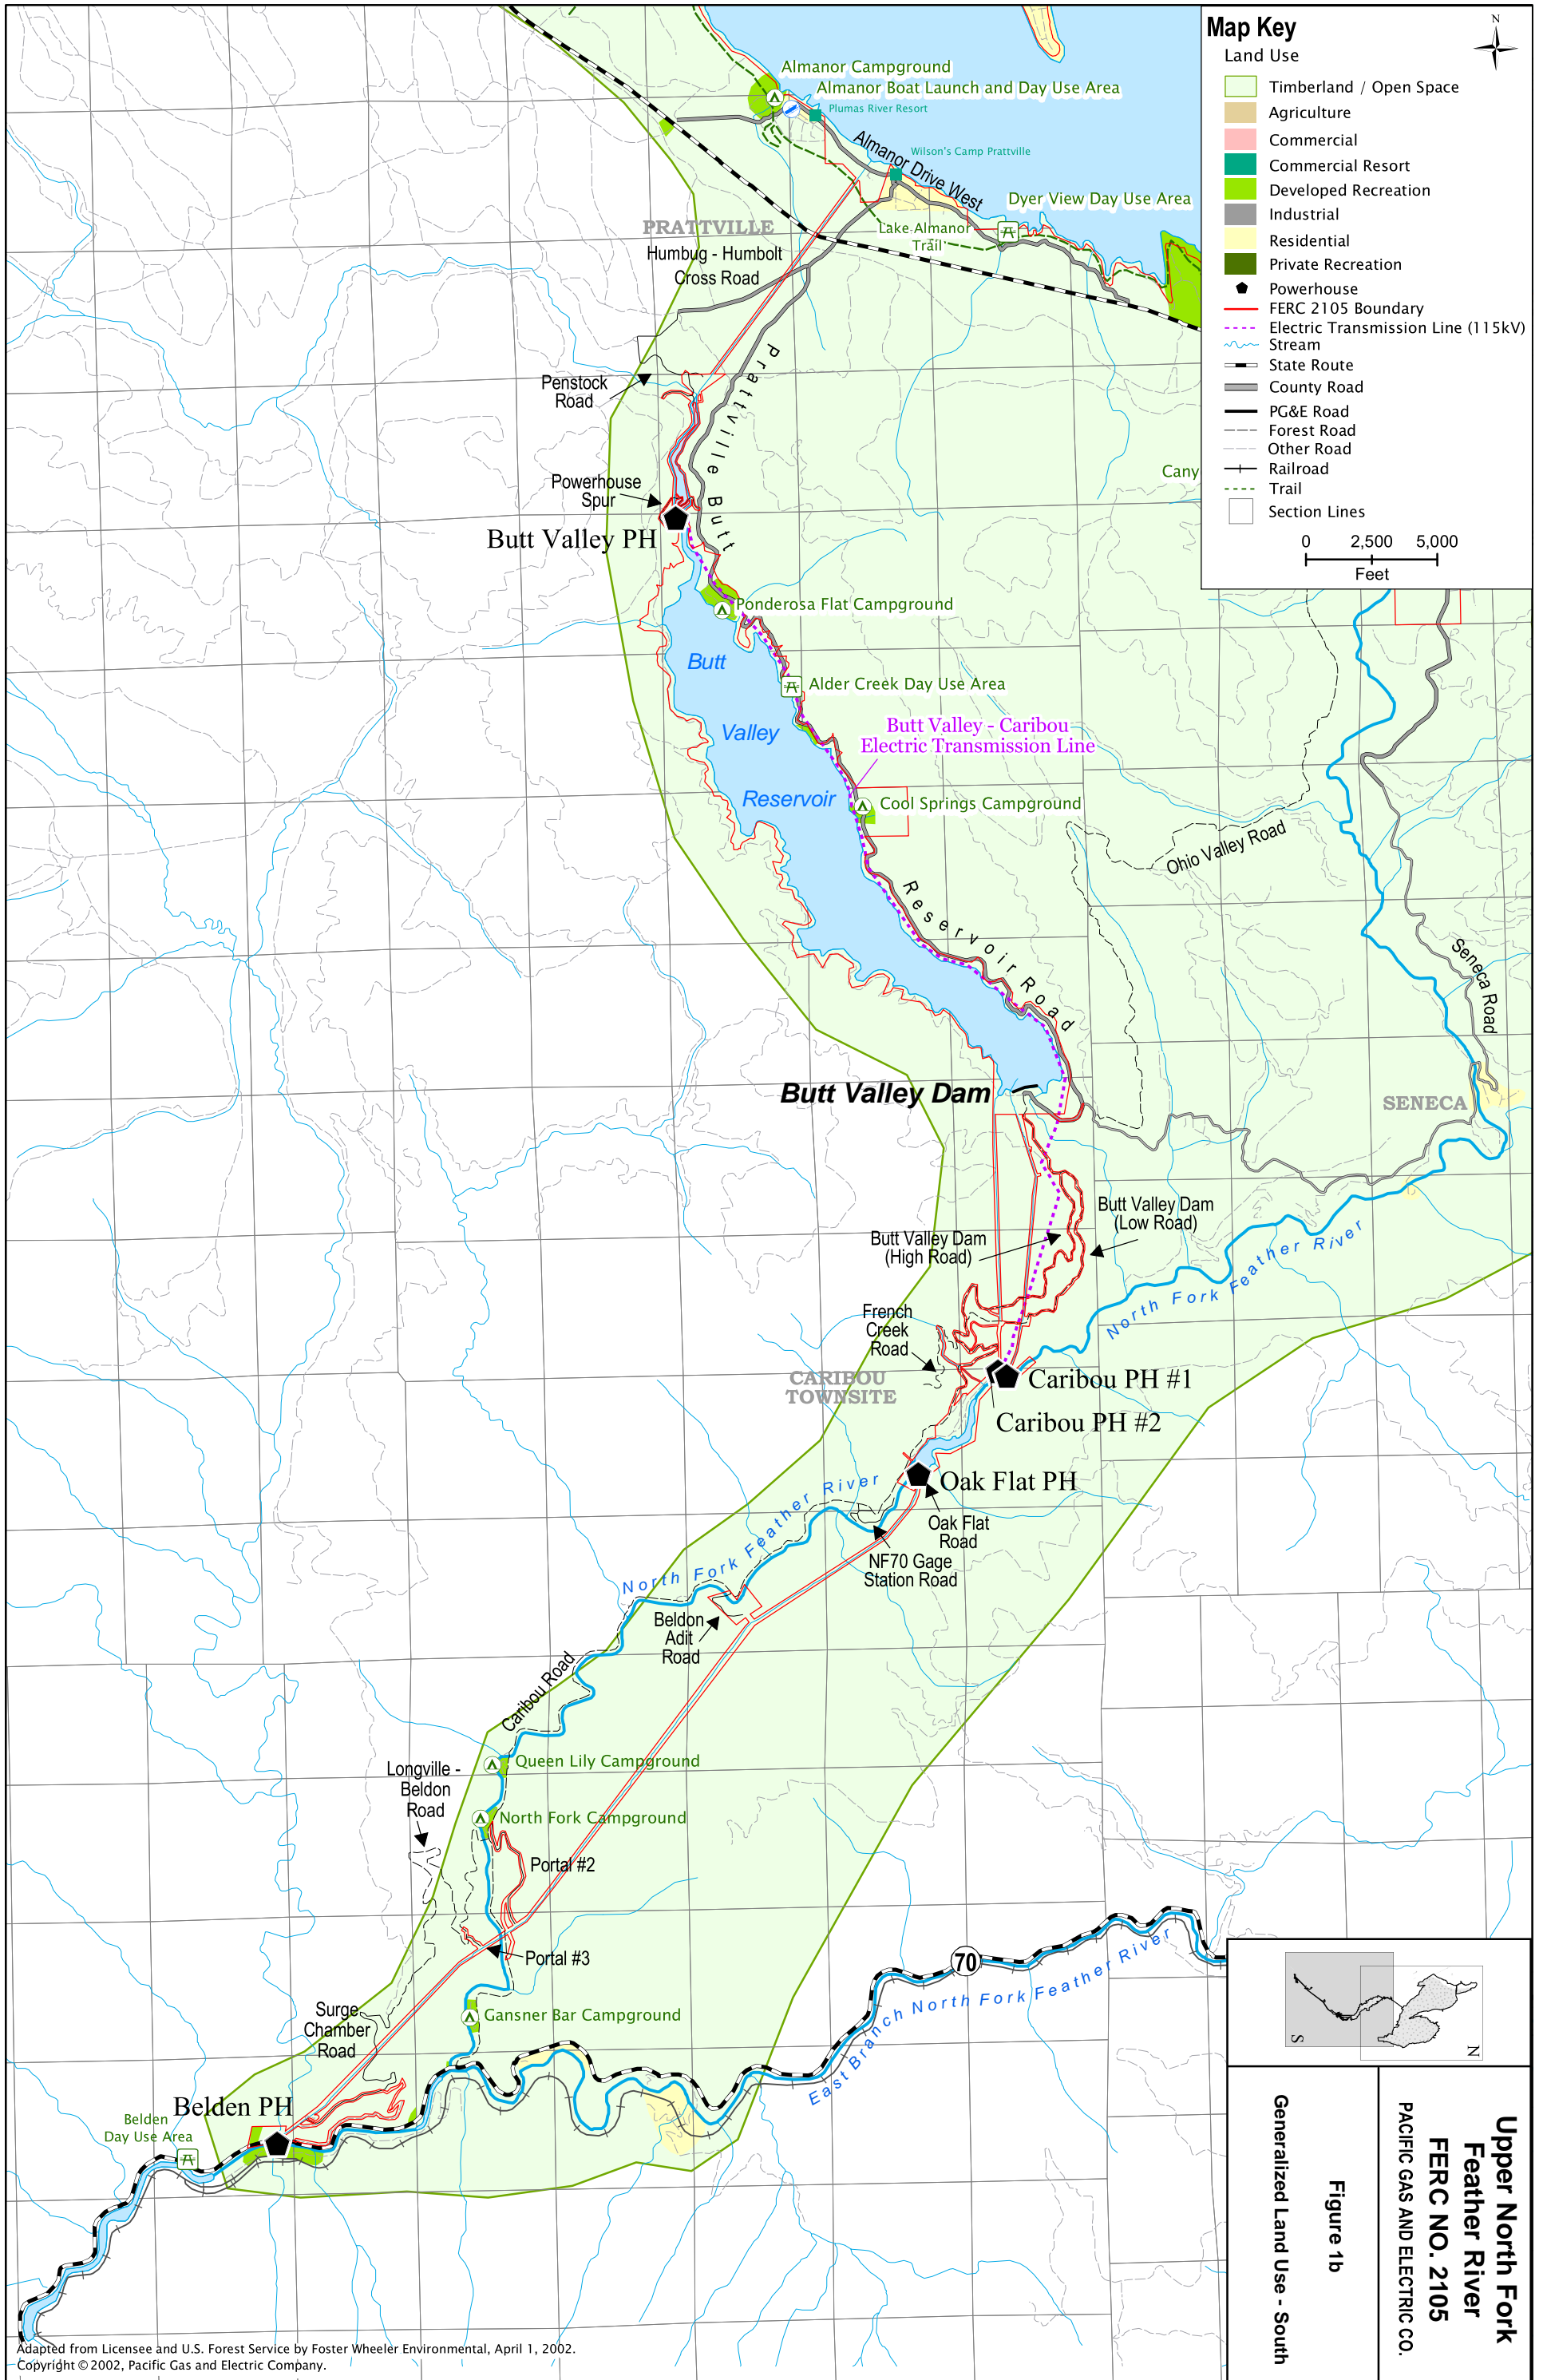 Map Key
N
Land Use
Timberland / Open Space
Agriculture
Commercial
Commercial Resort
Developed Recreation
Industrial
Residential
Private Recreation
Powerhouse
FERC 2105 Boundary
Electric Transmission Line (115kV)
Stream
State Route
County Road
PG&E Road
Forest Road
Other Road
Railroad
Trail
Section Lines
0 2,500 5,000
Feet
Almanor Campground
Almanor Boat Launch and Day Use Area
Plumas River Resort
Almanor Drive West
Wilson's Camp Prattville
Dyer View Day Use Area
PRATTVILLE
Lake Almanor
Trail
Humbug - Humbolt
Cross Road
Penstock
Road
Prattville Butt
Cany
Powerhouse
Spur
Butt Valley PH
Ponderosa Flat Campground
Butt
Valley
Reservoir
Alder Creek Day Use Area
Butt Valley - Caribou
Electric Transmission Line
Cool Springs Campground
Ohio Valley Road
Reservoir Road
Seneca Road
Butt Valley Dam
SENECA
Butt Valley Dam
(Low Road)
Butt Valley Dam
(High Road)
North Fork Feather River
French
Creek
Road
CARIBOU
TOWNSITE
Caribou PH #1
Caribou PH #2
Oak Flat PH
North Fork Feather River
Oak Flat
Road
NF70 Gage
Station Road
Beldon
Adit
Road
Caribou Road
Queen Lily Campground
Longville -
Beldon
Road
North Fork Campground
Portal #2
Portal #3
70
East Branch North Fork Feather River
Gansner Bar Campground
Surge
Chamber
Road
Belden PH
Belden
Day Use Area
S
N
Upper North Fork
Feather River
FERC NO. 2105
PACIFIC GAS AND ELECTRIC CO.
Figure 1b
Generalized Land Use - South
Adapted from Licensee and U.S. Forest Service by Foster Wheeler Environmental, April 1, 2002.
Copyright © 2002, Pacific Gas and Electric Company.